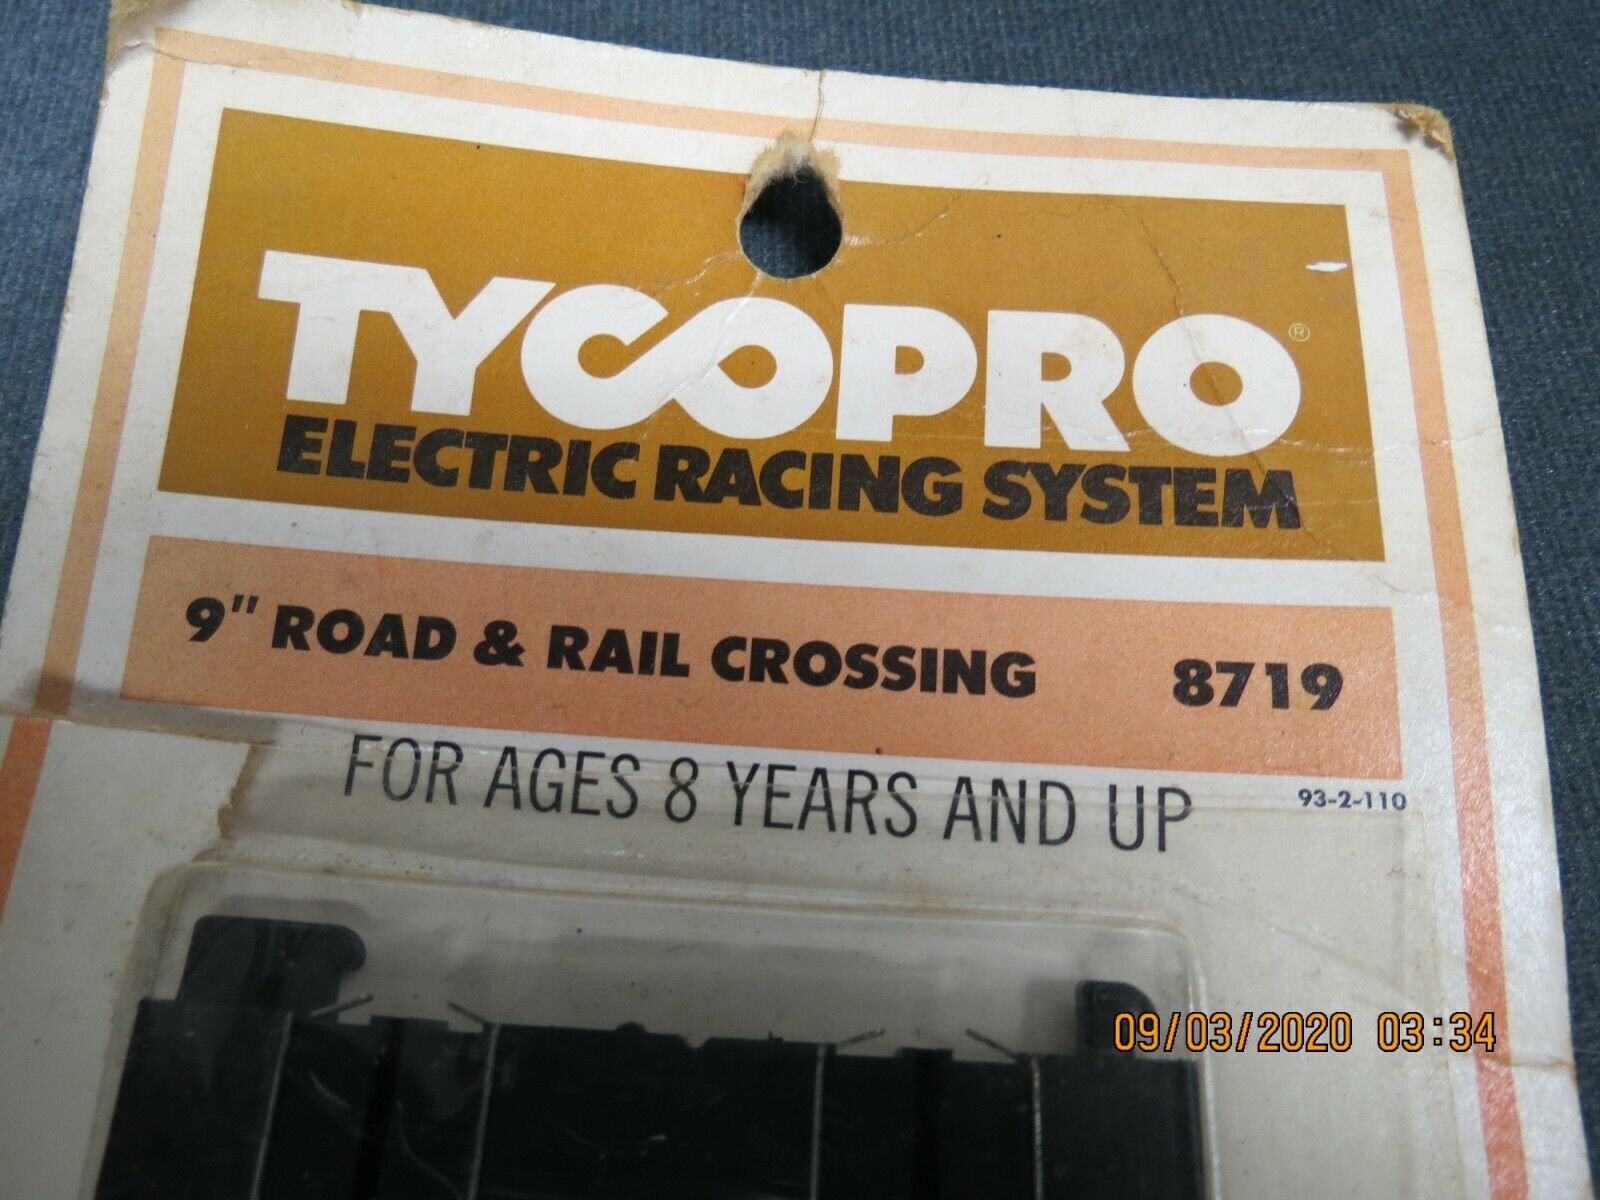 TYCOPRO®
ELECTRIC RACING SYSTEM
9" ROAD & RAIL CROSSING 8719
FOR AGES 8 YEARS AND UP
93-2-110
09/03/2020 03:34